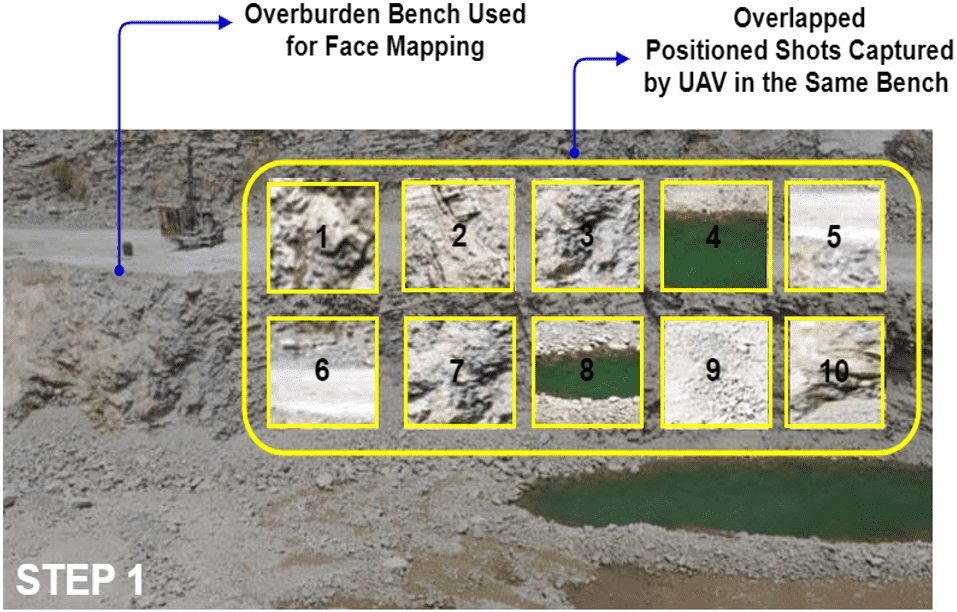 Overburden Bench Used
for Face Mapping
Overlapped
Positioned Shots Captured
by UAV in the Same Bench
1 2 3 4 5
6 7 8 9 10
STEP 1